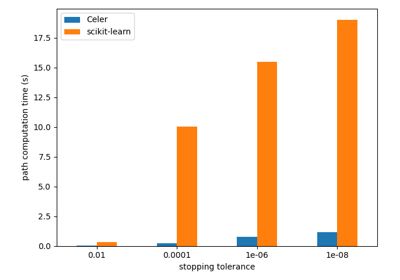 Celer
scikit-learn
path computation time (s)
17.5
15.0
12.5
10.0
7.5
5.0
2.5
0.0
0.01
0.0001
1e-06
1e-08
stopping tolerance